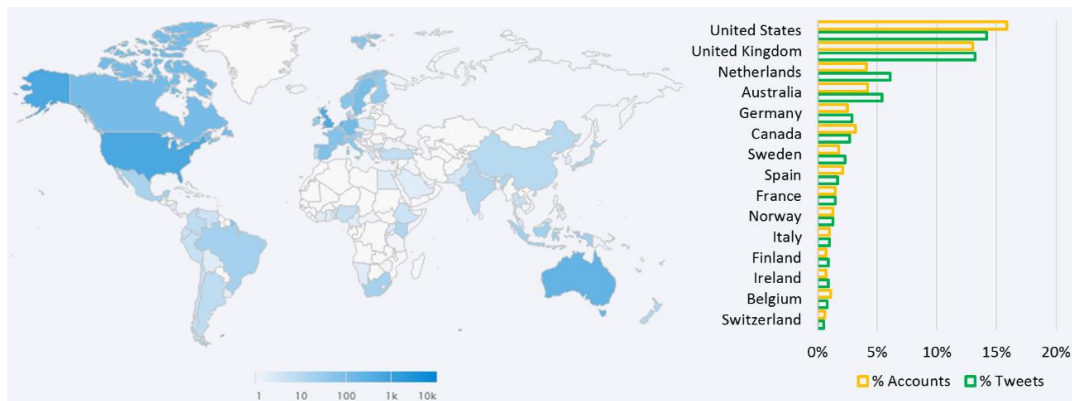 United States
United Kingdom
Netherlands
Australia
Germany
Canada
Sweden
Spain
France
Norway
Italy
Finland
Ireland
Belgium
Switzerland
0% 5% 10% 15% 20%
% Accounts % Tweets
1 10 100 1k 10k